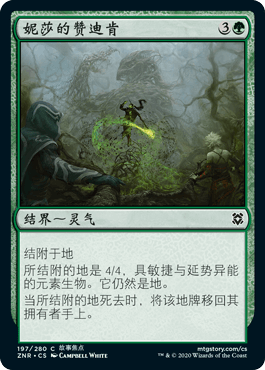 妮莎的赞迪肯 3
结界～灵气
结附于地
所结附的地是 4/4，具敏捷与延势异能
的元素生物。它仍然是地。
当所结附的地死去时，将该地牌移回其
拥有者手上。
197/280 C 故事焦点
mtgstory.com/cs
ZNR • CS CAMPBELL WHITE
™ & © 2020 Wizards of the Coast